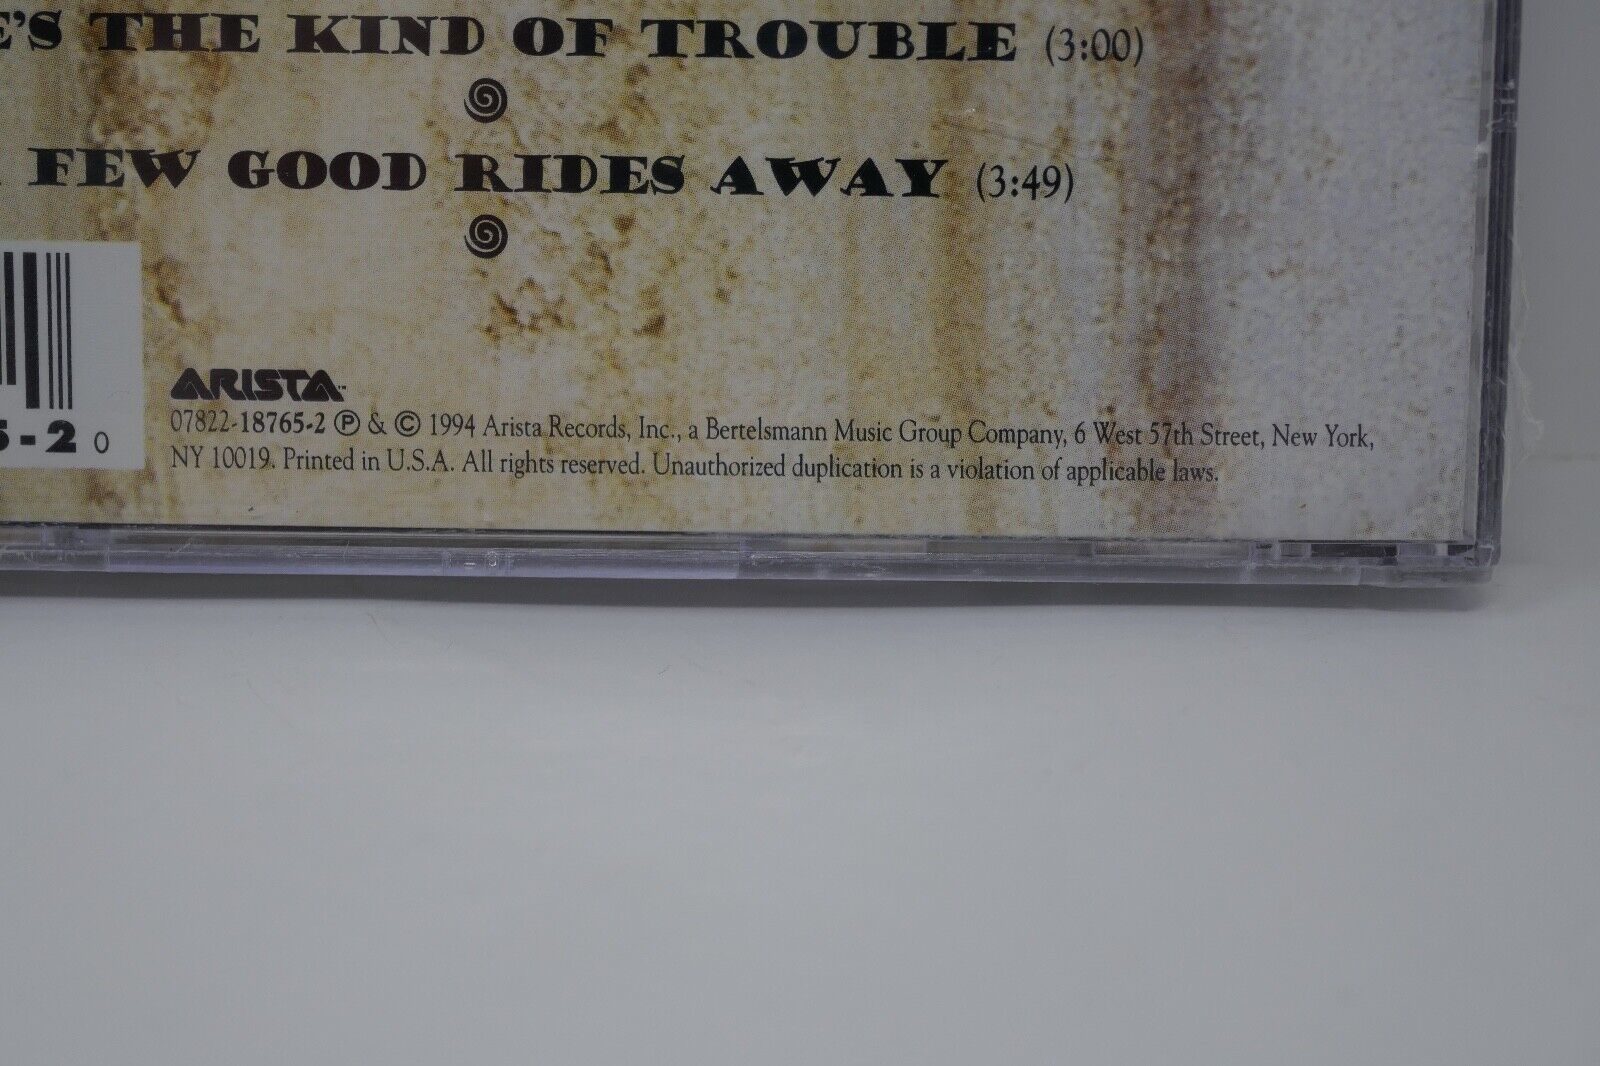 E'S THE KIND OF TROUBLE (3:00)
FEW GOOD RIDES AWAY (3:49)
5-2 0
ARISTA™
07822-18765-2 ℗ & © 1994 Arista Records, Inc., a Bertelsmann Music Group Company, 6 West 57th Street, New York,
NY 10019. Printed in U.S.A. All rights reserved. Unauthorized duplication is a violation of applicable laws.